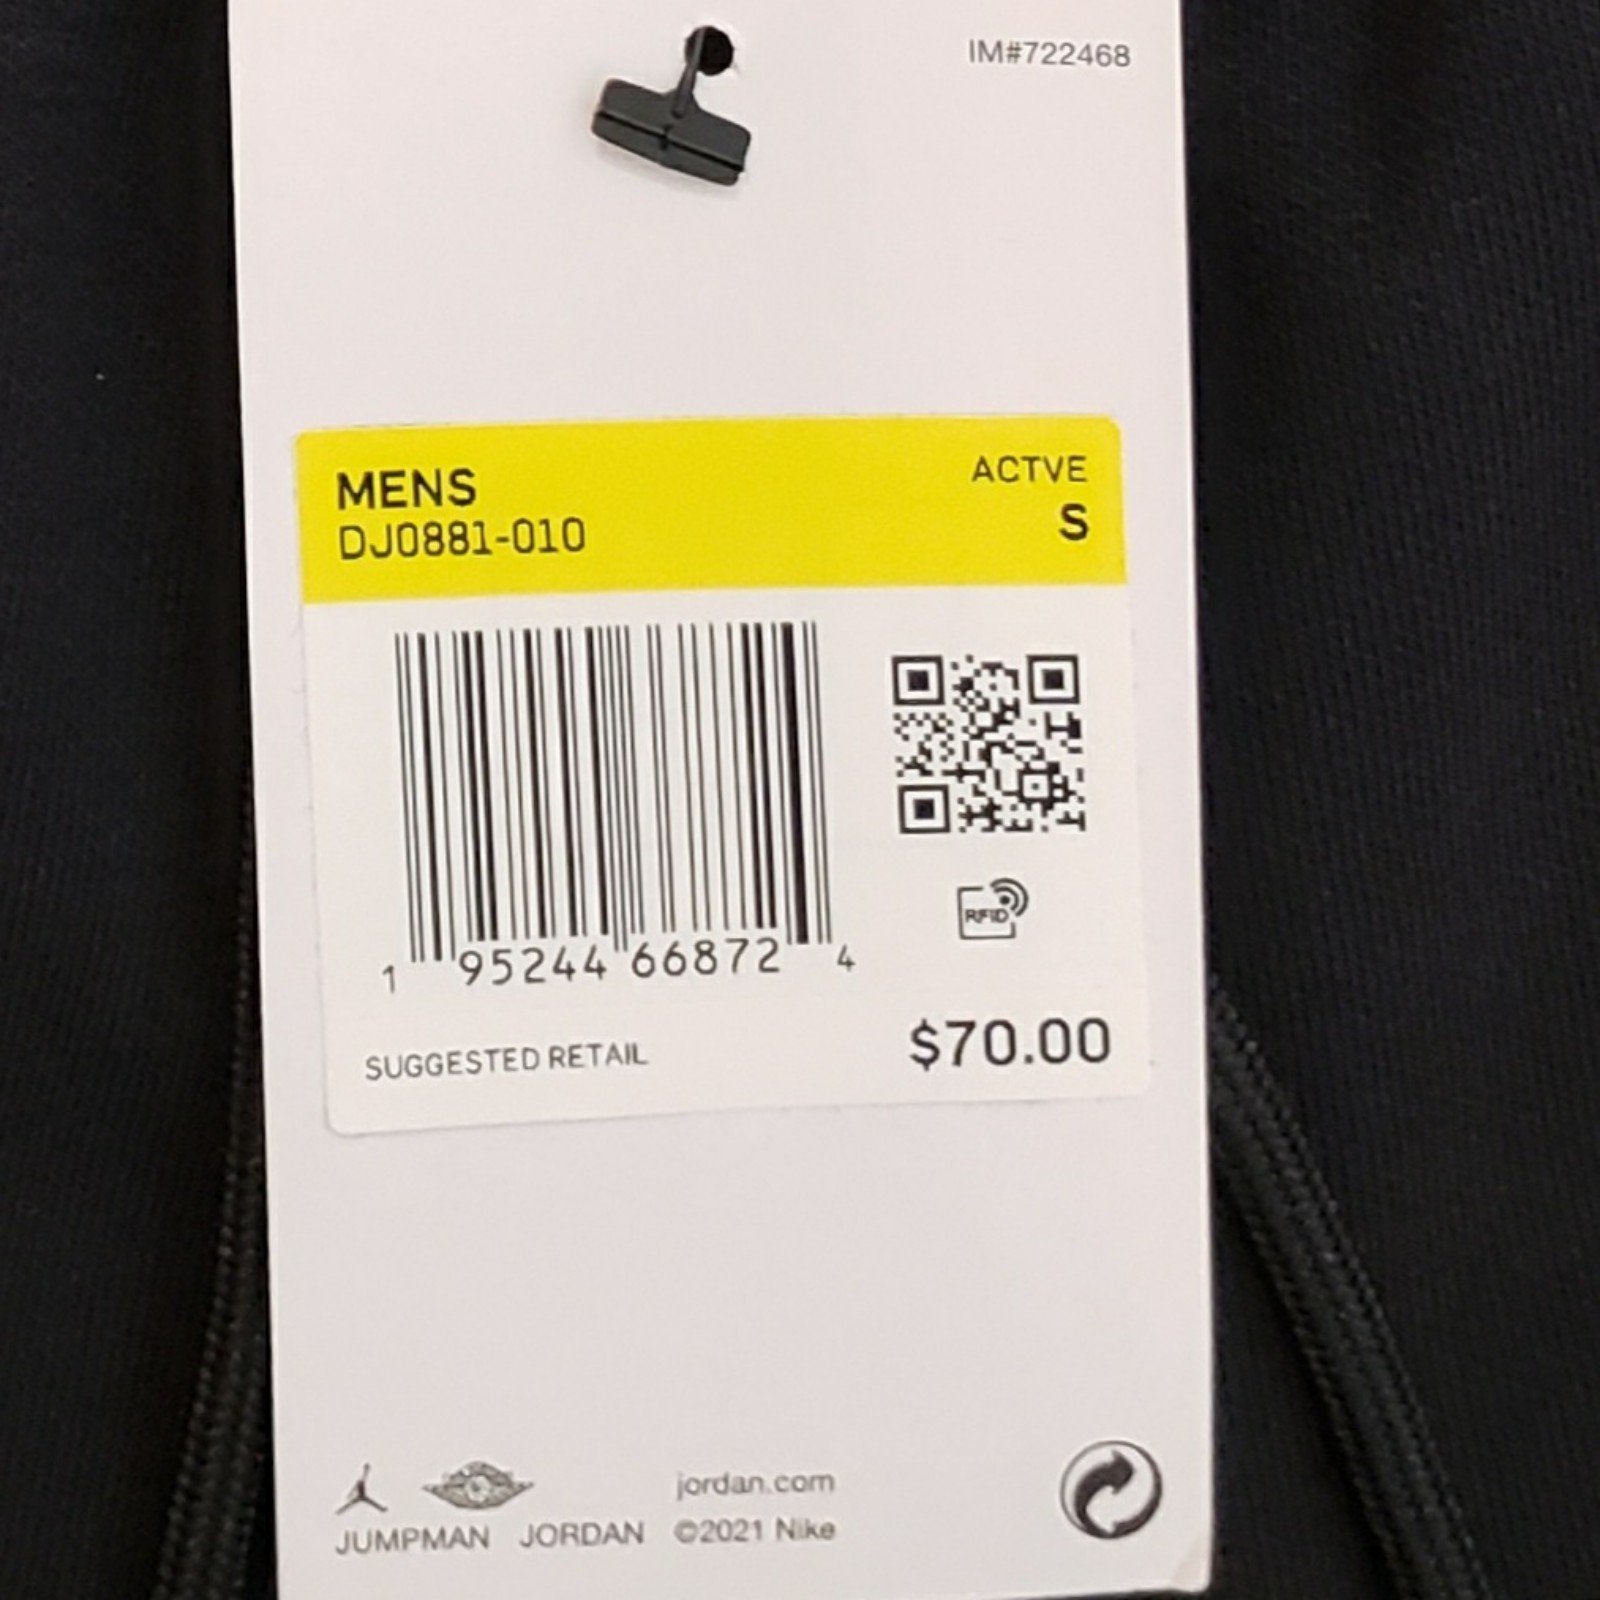 IM#722468
MENS
ACTVE
DJ0881-010
S
1 95244 66872 4
RFID
SUGGESTED RETAIL
$70.00
jordan.com
JUMPMAN JORDAN ©2021 Nike